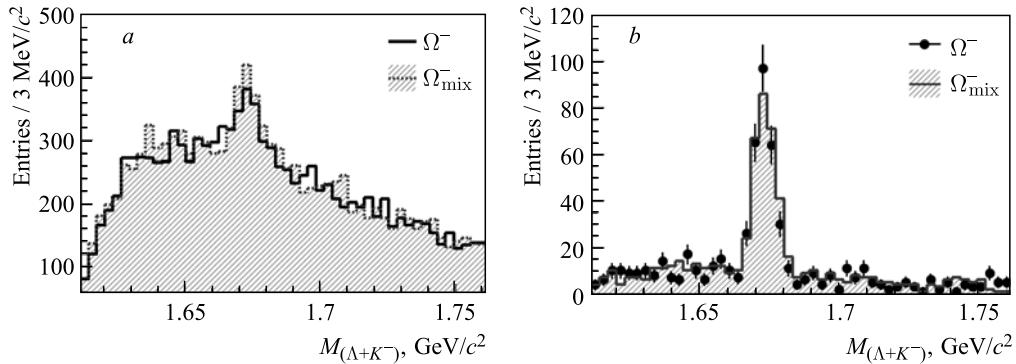 Entries / 3 MeV/c²
500
400
300
200
100
a
Ω⁻
Ω⁻mix
1.65
1.7
1.75
M(Λ+K⁻), GeV/c²
Entries / 3 MeV/c²
120
100
80
60
40
20
0
b
Ω⁻
Ω⁻mix
1.65
1.7
1.75
M(Λ+K⁻), GeV/c²